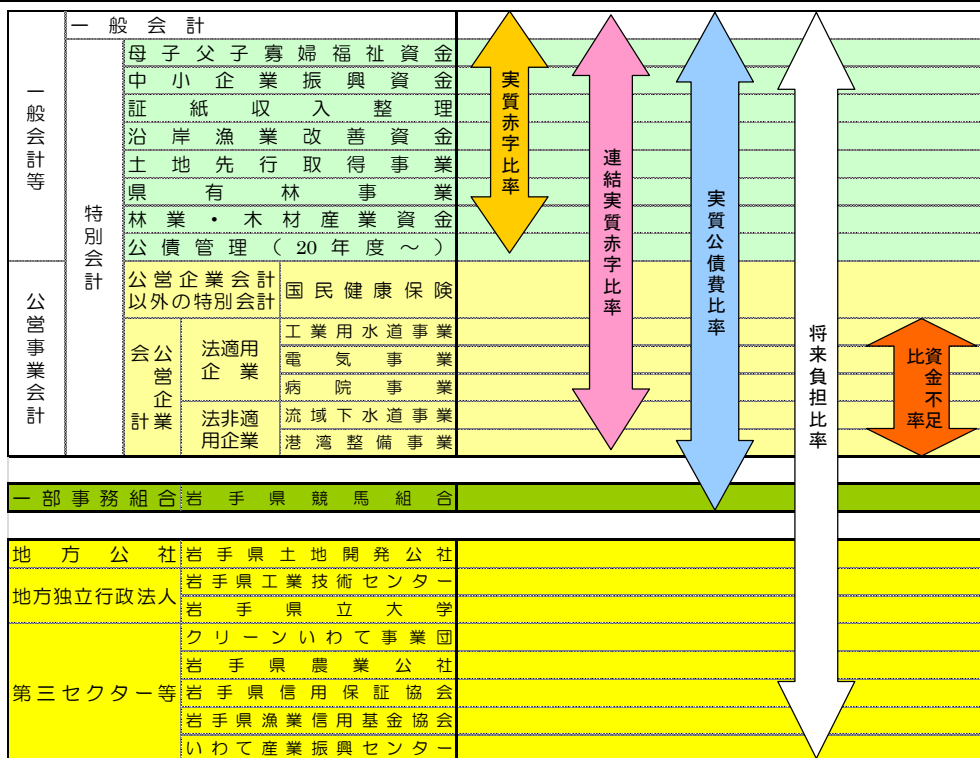 一般会計等
一般会計
特別会計
母子父子寡婦福祉資金
中小企業振興資金
証紙収入整理
沿岸漁業改善資金
土地先行取得事業
県有林事業
林業・木材産業資金
公債管理（20年度～）
公営事業会計
公営企業会計
以外の特別会計
国民健康保険
公営企業
会計
法適用
企業
工業用水道事業
電気事業
病院事業
法非適
用企業
流域下水道事業
港湾整備事業
実質赤字比率
連結実質赤字比率
実質公債費比率
将来負担比率
資金不足
比率
一部事務組合
岩手県競馬組合
地方公社
岩手県土地開発公社
地方独立行政法人
岩手県工業技術センター
岩手県立大学
第三セクター等
クリーンいわて事業団
岩手県農業公社
岩手県信用保証協会
岩手県漁業信用基金協会
いわて産業振興センター